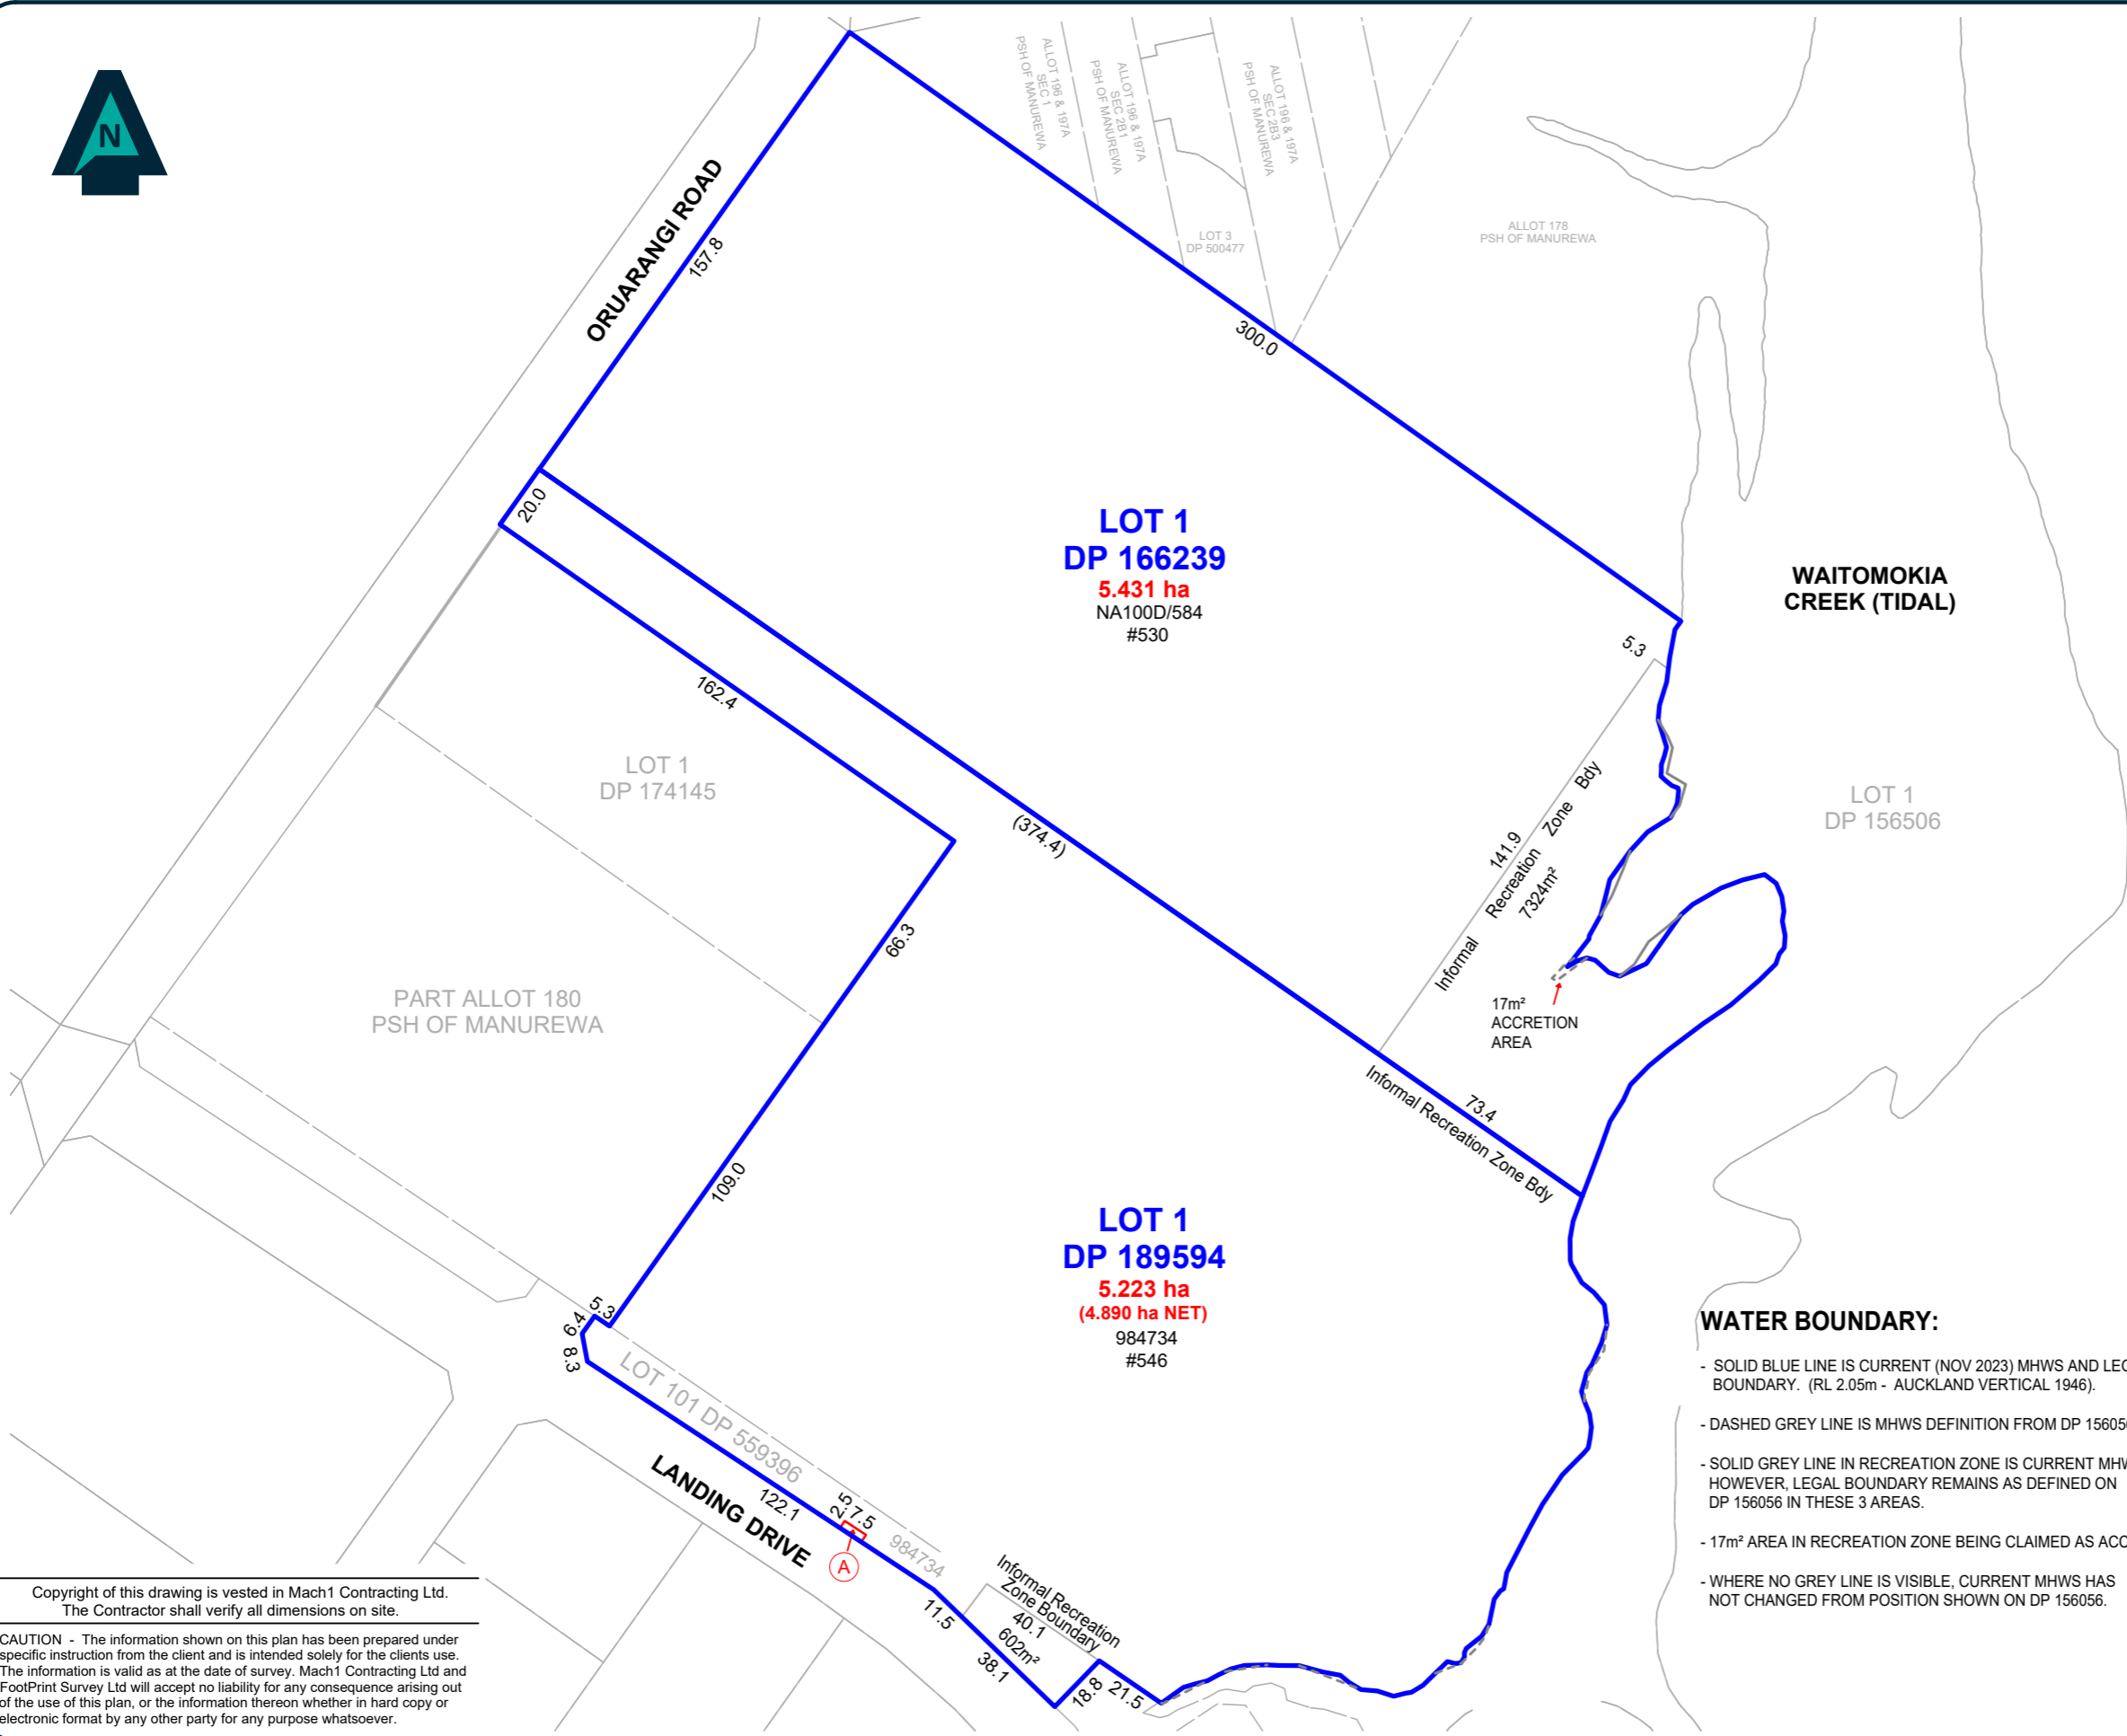 N
ORUARANGI ROAD
157.8
20.0
ALLOT 196 & 197A
SEC 1
PSH OF MANUREWA
ALLOT 196 & 197A
SEC 2B1
PSH OF MANUREWA
ALLOT 196 & 197A
SEC 2B3
PSH OF MANUREWA
LOT 3
DP 500477
ALLOT 178
PSH OF MANUREWA
300.0
LOT 1
DP 166239
5.431 ha
NA100D/584
#530
WAITOMOKIA
CREEK (TIDAL)
5.3
162.4
LOT 1
DP 174145
(374.4)
141.9
Informal Recreation Zone Bdy
7324m²
LOT 1
DP 156506
66.3
PART ALLOT 180
PSH OF MANUREWA
17m²
ACCRETION
AREA
73.4
Informal Recreation Zone Bdy
109.0
LOT 1
DP 189594
5.223 ha
(4.890 ha NET)
984734
#546
5.3
6.4
8.3
LOT 101 DP 559396
984734
122.1
2.5
7.5
A
LANDING DRIVE
11.5
Informal Recreation
Zone Boundary
40.1
602m²
38.1
18.8
21.5
WATER BOUNDARY:
- SOLID BLUE LINE IS CURRENT (NOV 2023) MHWS AND
BOUNDARY. (RL 2.05m - AUCKLAND VERTICAL 1946).
- DASHED GREY LINE IS MHWS DEFINITION FROM DP
- SOLID GREY LINE IN RECREATION ZONE IS CURRENT
HOWEVER, LEGAL BOUNDARY REMAINS AS DEFINED ON
DP 156056 IN THESE 3 AREAS.
- 17m² AREA IN RECREATION ZONE BEING CLAIMED AS
- WHERE NO GREY LINE IS VISIBLE, CURRENT MHWS HAS
NOT CHANGED FROM POSITION SHOWN ON DP 156056.
Copyright of this drawing is vested in Mach1 Contracting Ltd.
The Contractor shall verify all dimensions on site.
CAUTION - The information shown on this plan has been prepared under
specific instruction from the client and is intended solely for the clients use.
The information is valid as at the date of survey. Mach1 Contracting Ltd and
FootPrint Survey Ltd will accept no liability for any consequence arising out
of the use of this plan, or the information thereon whether in hard copy or
electronic format by any other party for any purpose whatsoever.